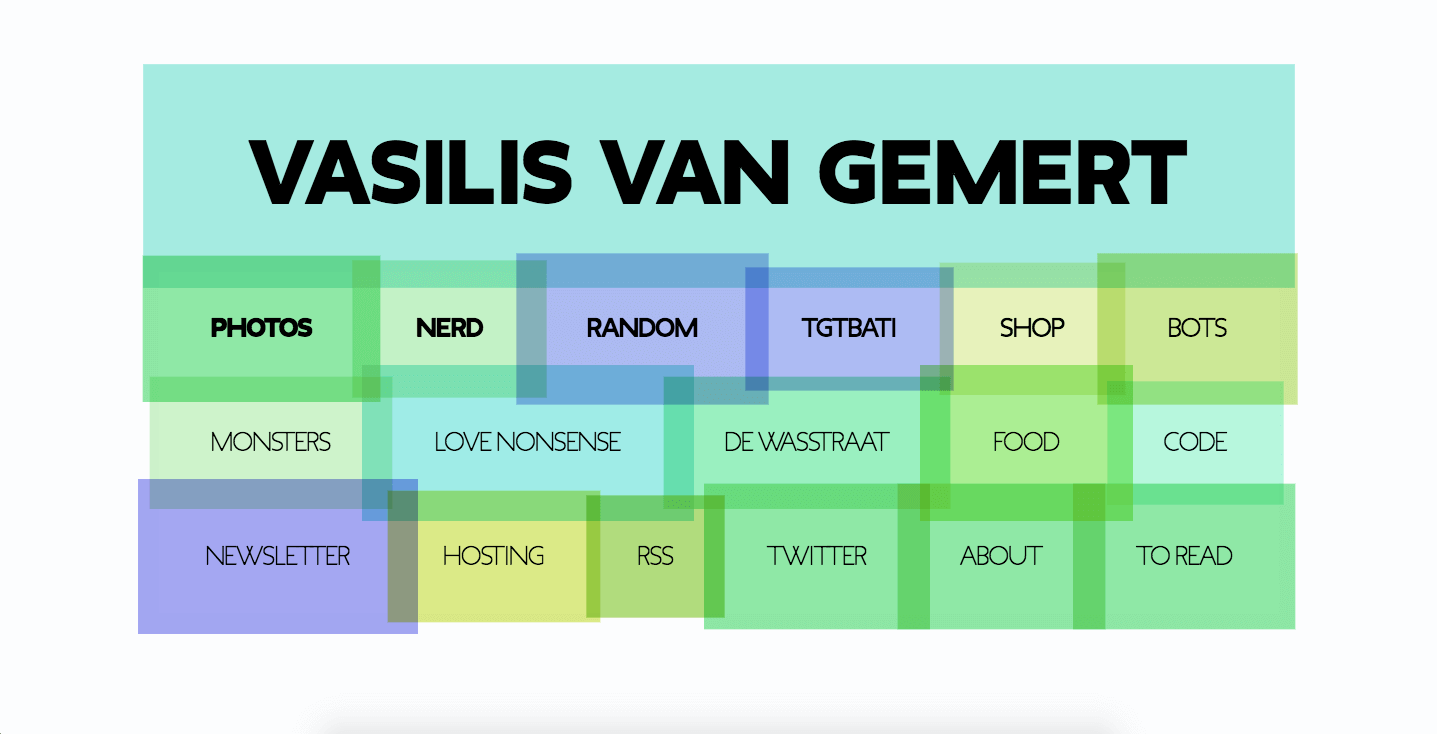 VASILIS VAN GEMERT
PHOTOS NERD RANDOM TGTBATI SHOP BOTS
MONSTERS LOVE NONSENSE DE WASSTRAAT FOOD CODE
NEWSLETTER HOSTING RSS TWITTER ABOUT TO READ